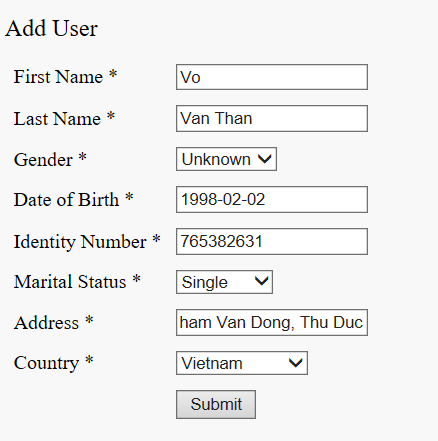 Add User
First Name * Vo
Last Name * Van Than
Gender * Unknown
Date of Birth * 1998-02-02
Identity Number * 765382631
Marital Status * Single
Address * ham Van Dong, Thu Duc
Country * Vietnam
Submit